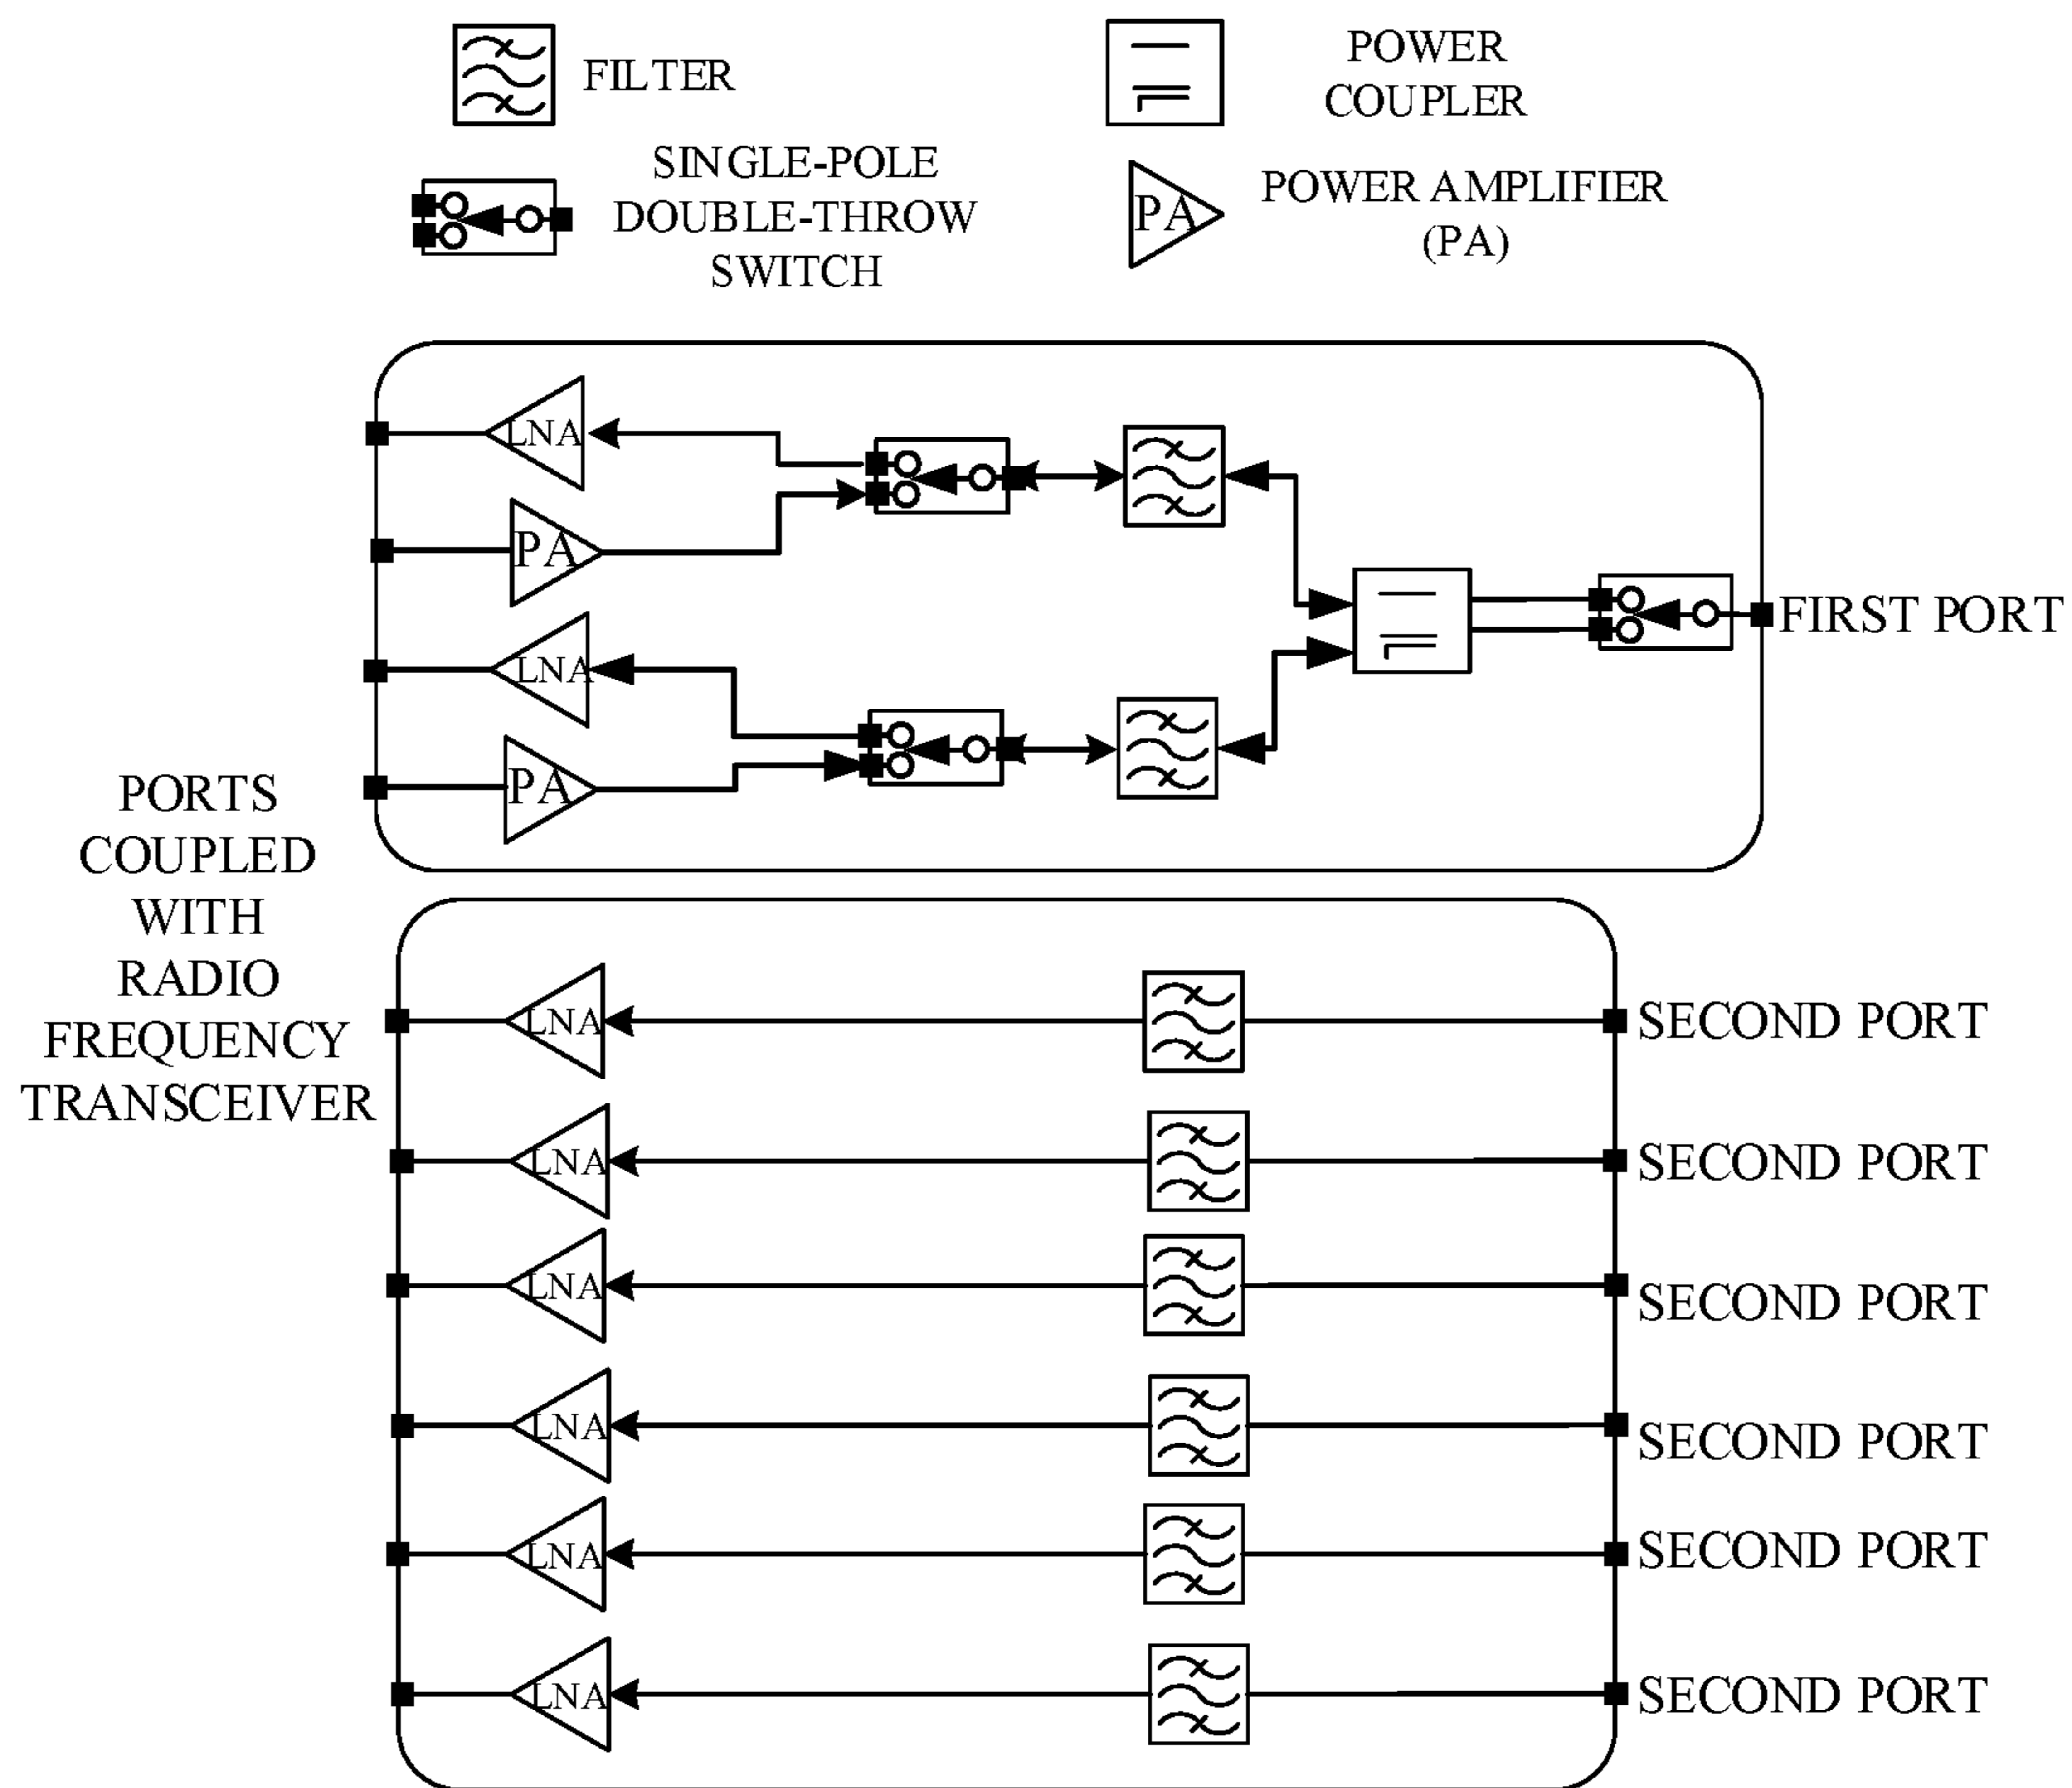 FILTER
POWER
COUPLER
SINGLE-POLE
DOUBLE-THROW
SWITCH
PA
POWER AMPLIFIER
(PA)
LNA
PA
LNA
PA
FIRST PORT
PORTS
COUPLED
WITH
RADIO
FREQUENCY
TRANSCEIVER
LNA
SECOND PORT
LNA
SECOND PORT
LNA
SECOND PORT
LNA
SECOND PORT
LNA
SECOND PORT
LNA
SECOND PORT